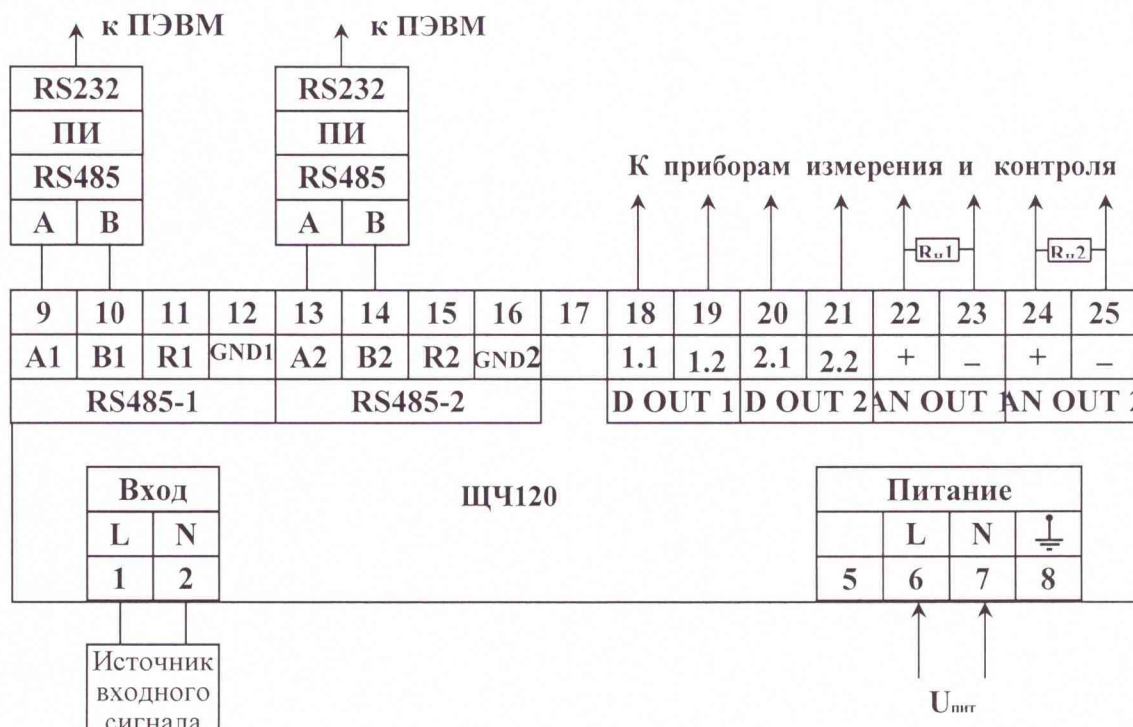 к ПЭВМ к ПЭВМ
RS232 RS232
ПИ ПИ
RS485 RS485
A B A B
К приборам измерения и контроля
Rн1 Rн2
9 10 11 12 13 14 15 16 17 18 19 20 21 22 23 24 25
A1 B1 R1 GND1 A2 B2 R2 GND2 1.1 1.2 2.1 2.2 + – + –
RS485-1 RS485-2 D OUT 1 D OUT 2 AN OUT 1 AN OUT 2
Вход ЩЧ120 Питание
L N L N
1 2 5 6 7 8
Источник
входного
сигнала
Uпит